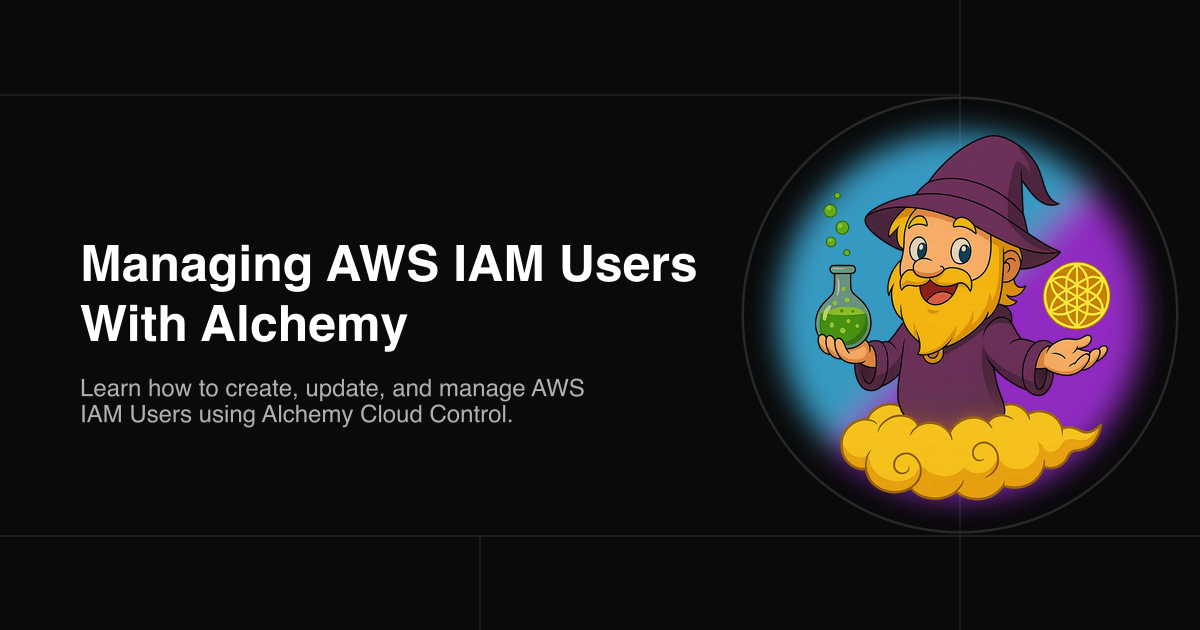 Managing AWS IAM Users
With Alchemy
Learn how to create, update, and manage AWS
IAM Users using Alchemy Cloud Control.